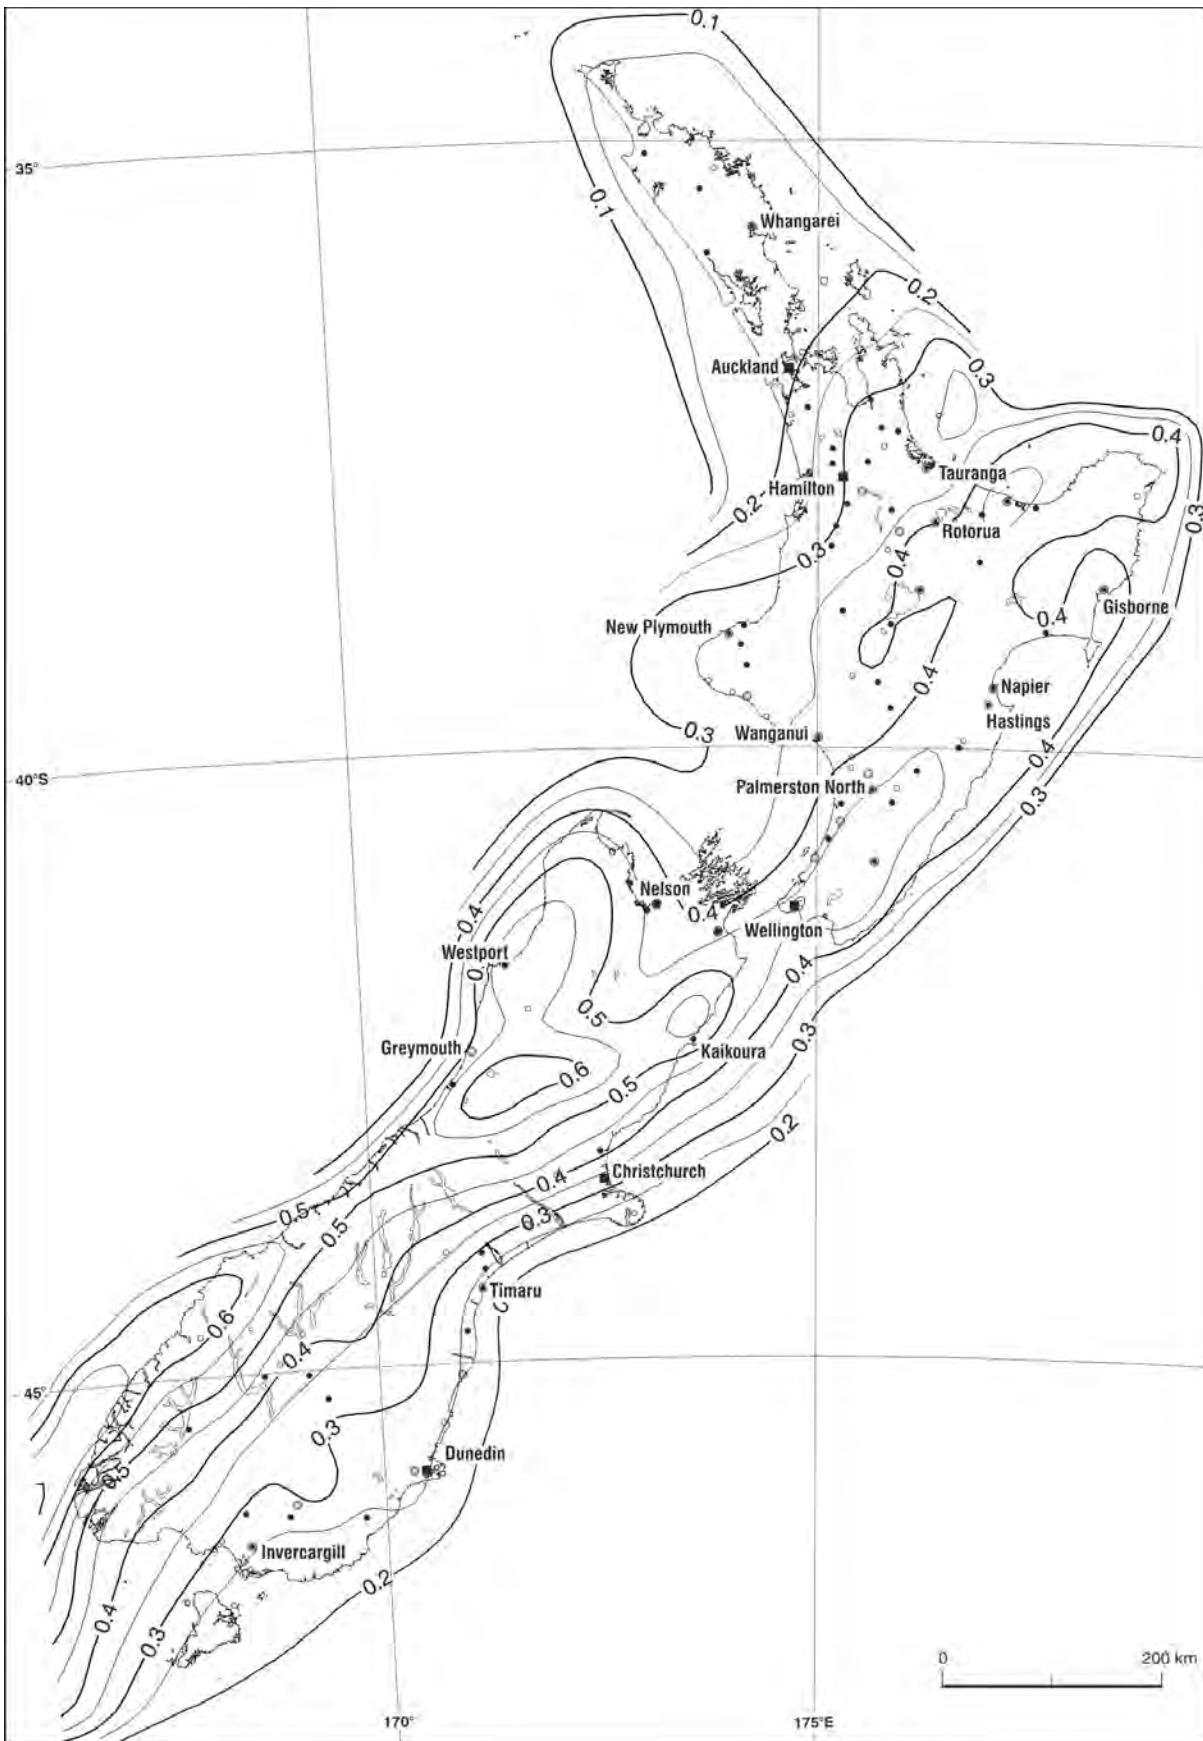 0.1
35°
0.1
Whangarei
0.2
Auckland
0.3
0.4
Tauranga
Hamilton
0.2
0.3
Rotorua
0.3
0.4
Gisborne
0.4
New Plymouth
0.4
Napier
Hastings
0.3
Wanganui
0.4
40°S
Palmerston North
0.3
Nelson
0.4
0.4
Wellington
Westport
0.4
0.5
0.3
Greymouth
Kaikoura
0.6
0.5
0.2
Christchurch
0.4
0.5
0.3
0.5
Timaru
0.6
0.4
45°
0.3
Dunedin
0.5
Invercargill
0.2
0.4
0.3
0 200 km
170° 175°E